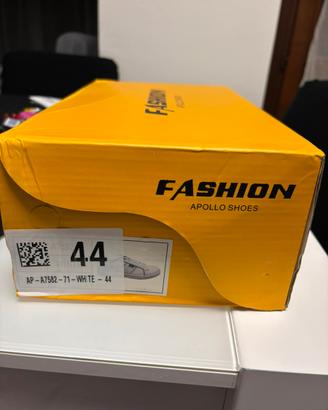 FASHION
FASHION
APOLLO SHOES
44
AP-A7582-71-WHITE-44